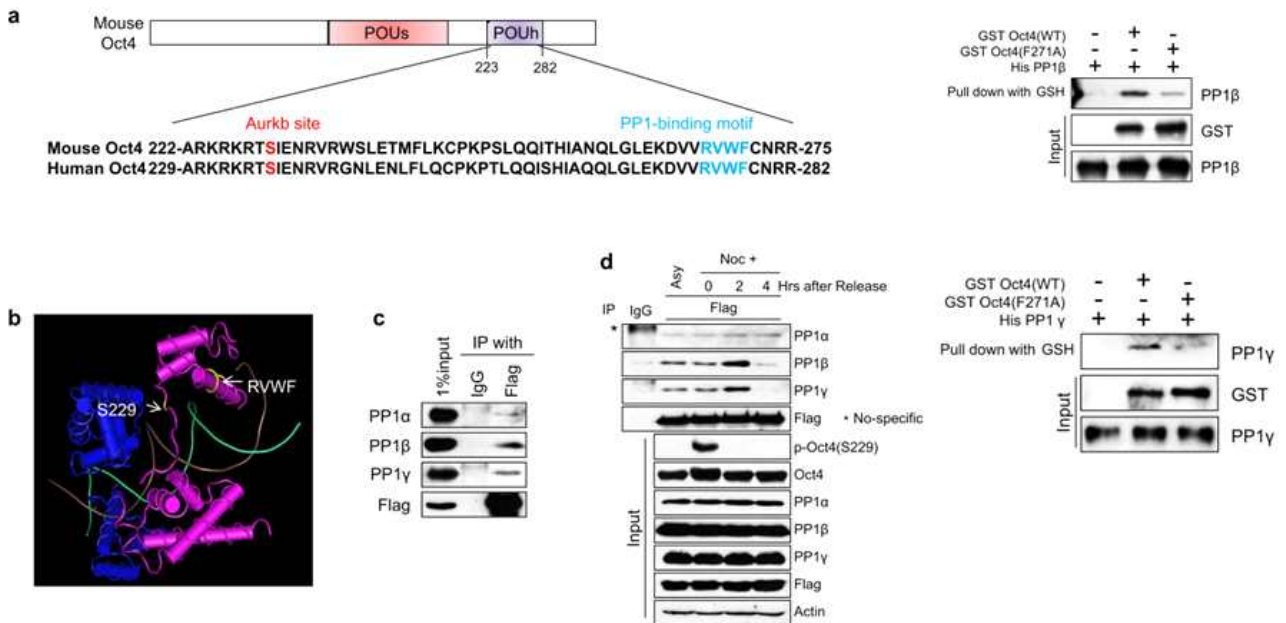 a
Mouse
Oct4
POUs
POUh
223
282
Aurkb site
PP1-binding motif
Mouse Oct4 222-ARKRKRTSIENRVRWSLETMFLKCPKPSLQQITHIANQLGLEKDVVRVWFCNRR-275
Human Oct4 229-ARKRKRTSIENRVRGNLENLFLQCPKPTLQQISHIAQQLGLEKDVVRVWFCNRR-282
GST Oct4(WT) - + -
GST Oct4(F271A) - - +
His PP1β + + +
Pull down with GSH
PP1β
Input
GST
PP1β
b
RVWF
S229
c
1%input
IP with
IgG
Flag
PP1α
PP1β
PP1γ
Flag
d
Noc +
Asy
0 2 4 Hrs after Release
IP
IgG
Flag
*
PP1α
PP1β
PP1γ
Flag * No-specific
Input
p-Oct4(S229)
Oct4
PP1α
PP1β
PP1γ
Flag
Actin
GST Oct4(WT) - + -
GST Oct4(F271A) - - +
His PP1 γ + + +
Pull down with GSH
PP1γ
Input
GST
PP1γ